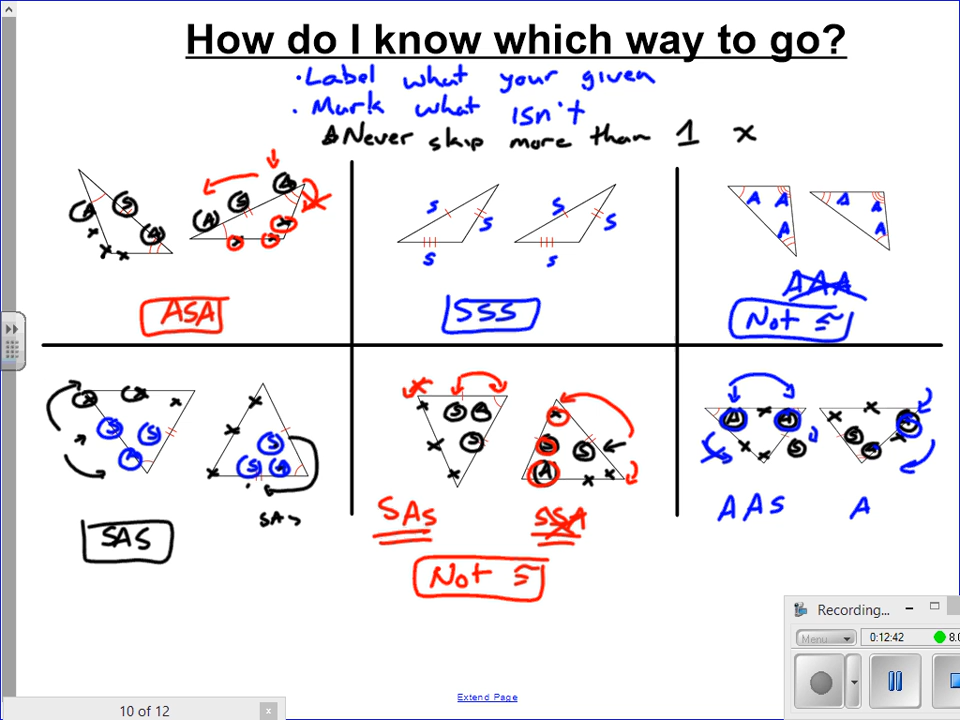 How do I know which way to go?
• Label what your given
• Mark what isn't
Never skip more than 1 x
A S A x x x
A S A x x x
S S S
S S S
A A A
A A A
ASA
SSS
AAA
Not ≅
x x x S S A
x x x S S A
SAS
SAS
x S A S x x
x S A S x x
x A x A S x x
x x S A x
SAS
SSA
Not ≅
AAS
A
Recording...
Menu
0:12:42
8.0
Extend Page
10 of 12